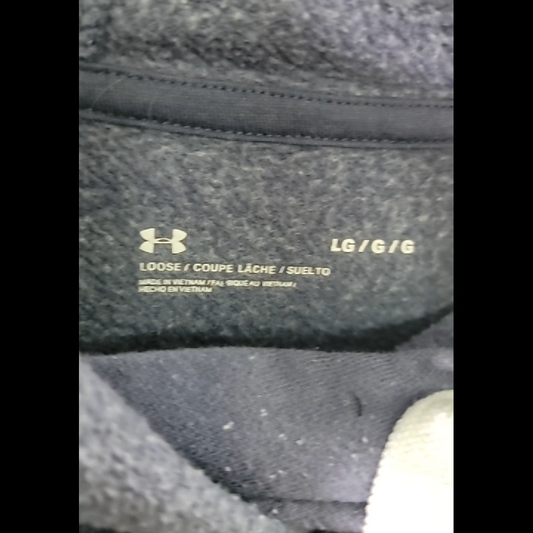 LG / G / G
LOOSE / COUPE LÂCHE / SUELTO
MADE IN VIETNAM / FABRIQUÉ AU VIETNAM /
HECHO EN VIETNAM